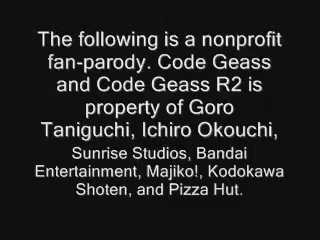 The following is a nonprofit
fan-parody. Code Geass
and Code Geass R2 is
property of Goro
Taniguchi, Ichiro Okouchi,
Sunrise Studios, Bandai
Entertainment, Majiko!, Kodokawa
Shoten, and Pizza Hut.